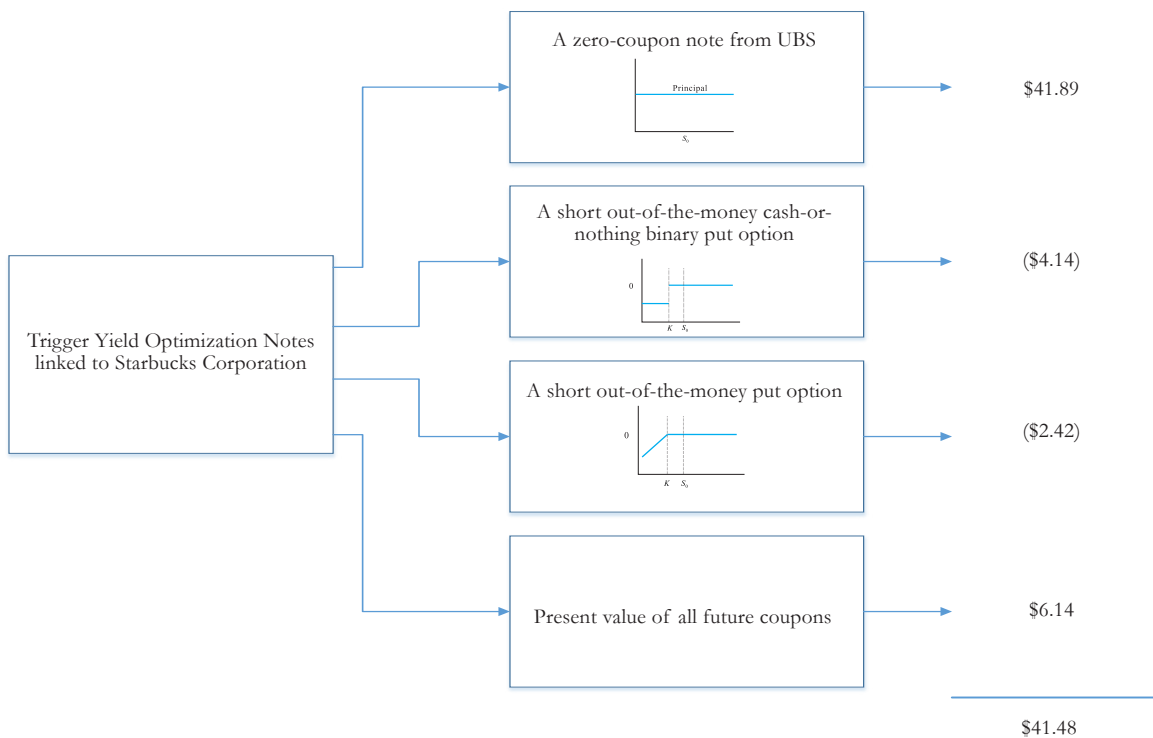 A zero-coupon note from UBS
Principal
S₀
$41.89
A short out-of-the-money cash-or-
nothing binary put option
0
K S₀
($4.14)
Trigger Yield Optimization Notes
linked to Starbucks Corporation
A short out-of-the-money put option
0
K S₀
($2.42)
Present value of all future coupons
$6.14
$41.48